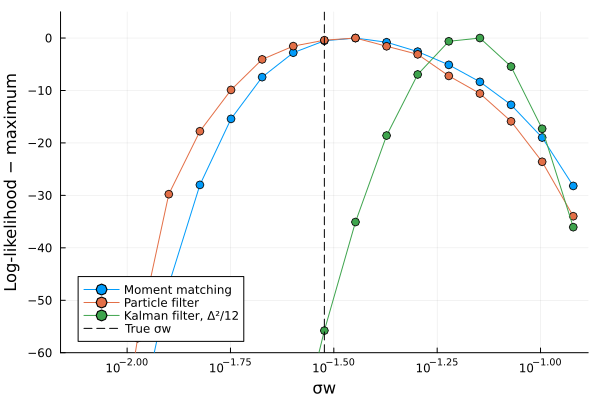 Log-likelihood − maximum
0
−10
−20
−30
−40
−50
−60
Moment matching
Particle filter
Kalman filter, Δ²/12
True σw
10⁻²·⁰⁰
10⁻¹·⁷⁵
10⁻¹·⁵⁰
10⁻¹·²⁵
10⁻¹·⁰⁰
σw